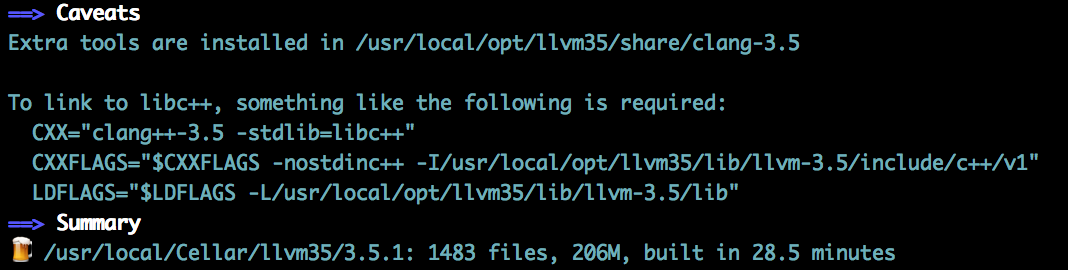 ==> Caveats
Extra tools are installed in /usr/local/opt/llvm35/share/clang-3.5
To link to libc++, something like the following is required:
CXX="clang++-3.5 -stdlib=libc++"
CXXFLAGS="$CXXFLAGS -nostdinc++ -I/usr/local/opt/llvm35/lib/llvm-3.5/include/c++/v1"
LDFLAGS="$LDFLAGS -L/usr/local/opt/llvm35/lib/llvm-3.5/lib"
==> Summary
🍺 /usr/local/Cellar/llvm35/3.5.1: 1483 files, 206M, built in 28.5 minutes